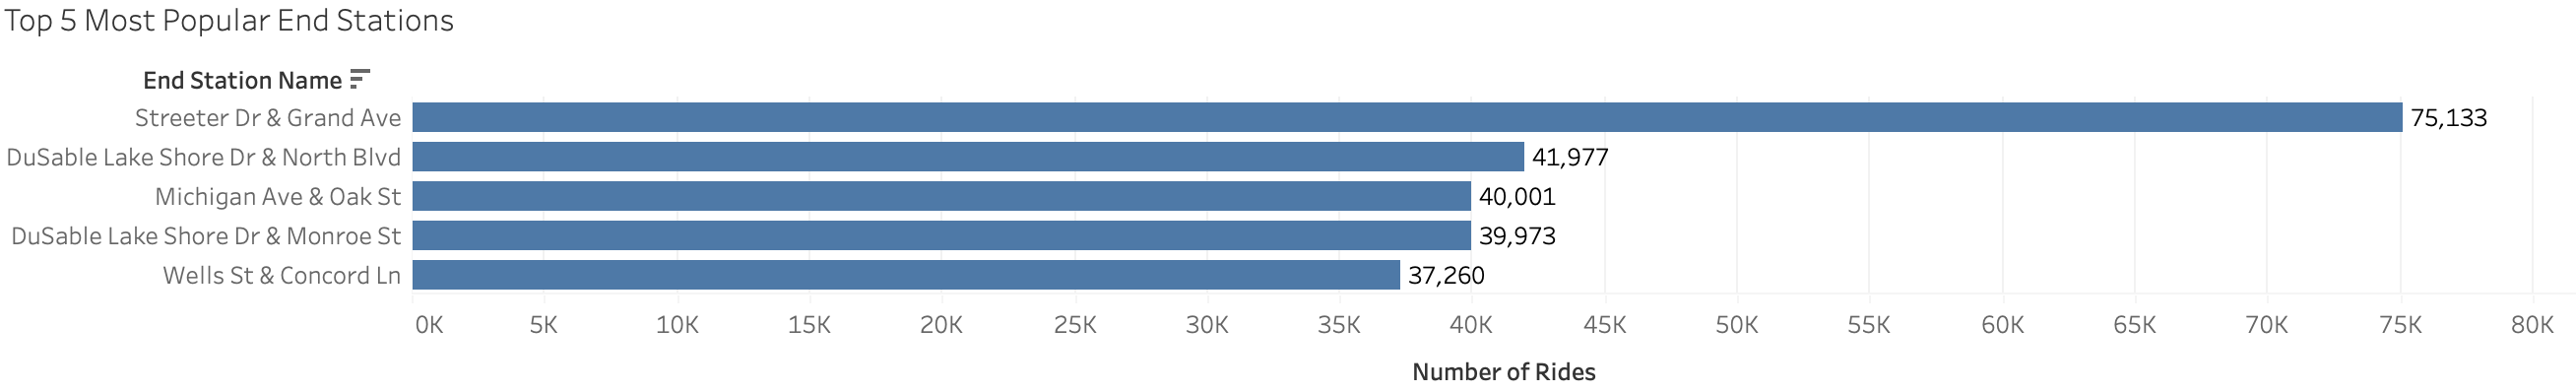 Top 5 Most Popular End Stations
End Station Name
Streeter Dr & Grand Ave 75,133
DuSable Lake Shore Dr & North Blvd 41,977
Michigan Ave & Oak St 40,001
DuSable Lake Shore Dr & Monroe St 39,973
Wells St & Concord Ln 37,260
0K 5K 10K 15K 20K 25K 30K 35K 40K 45K 50K 55K 60K 65K 70K 75K 80K
Number of Rides